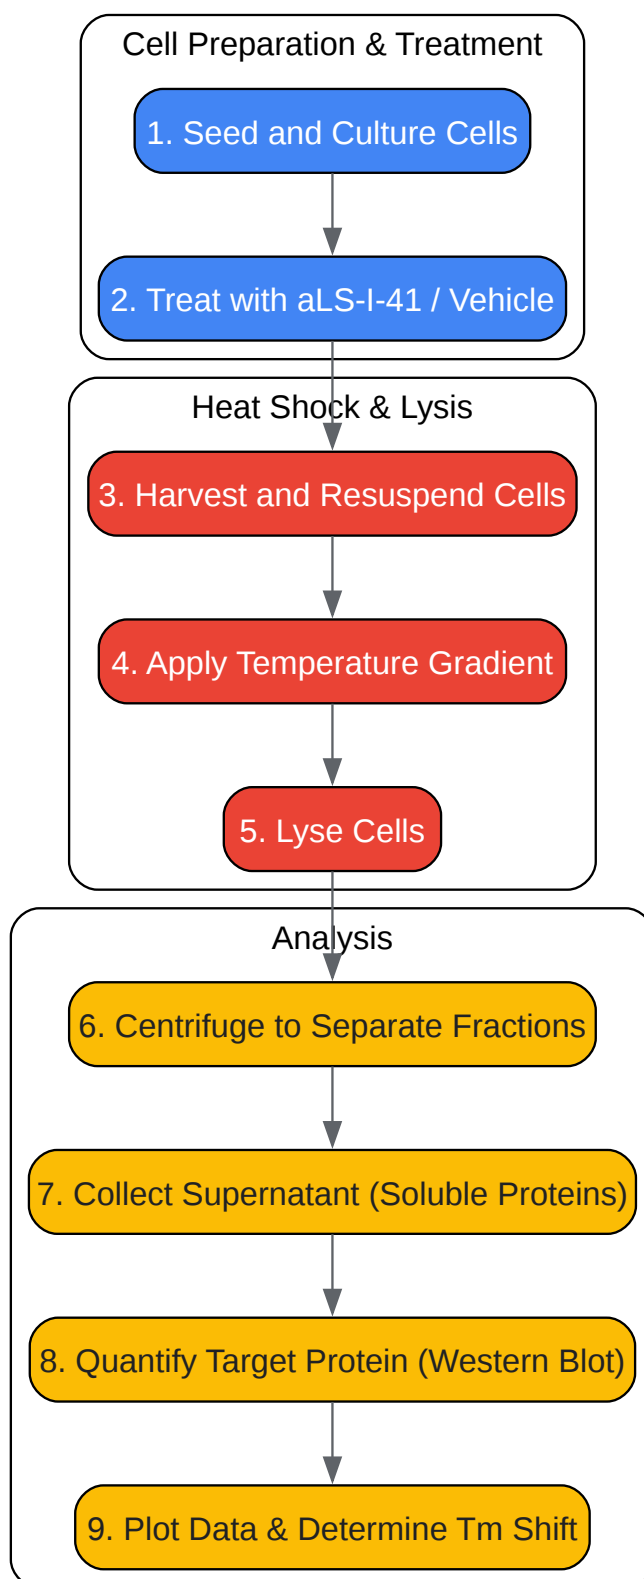 Cell Preparation & Treatment
1. Seed and Culture Cells
2. Treat with aLS-I-41 / Vehicle
Heat Shock & Lysis
3. Harvest and Resuspend Cells
4. Apply Temperature Gradient
5. Lyse Cells
Analysis
6. Centrifuge to Separate Fractions
7. Collect Supernatant (Soluble Proteins)
8. Quantify Target Protein (Western Blot)
9. Plot Data & Determine Tm Shift